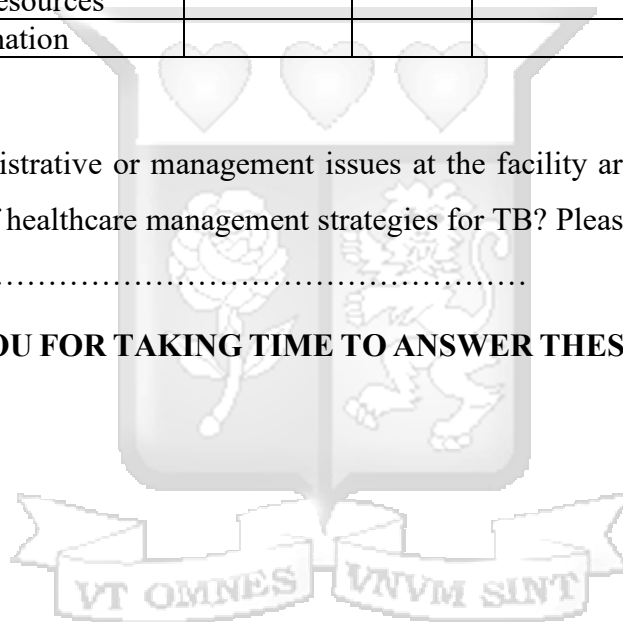 esources
nation
istrative or management issues at the facility ar
f healthcare management strategies for TB? Pleas
……………………………………………………
OU FOR TAKING TIME TO ANSWER THES
VT OMNES VNVM SINT